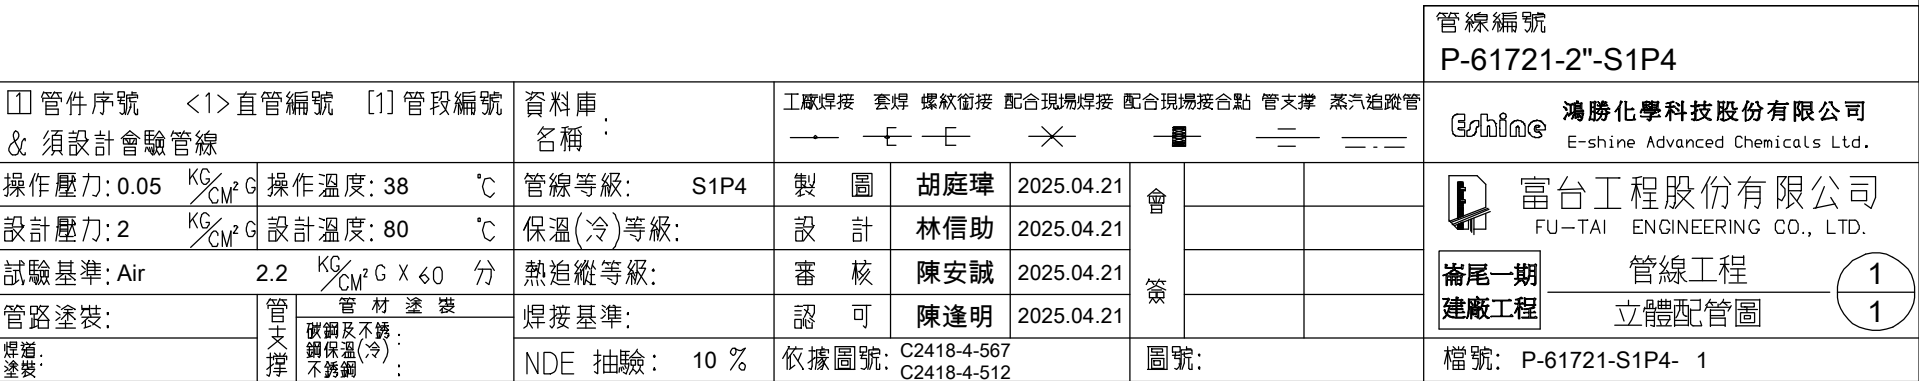 管線編號
P-61721-2"-S1P4
1 管件序號 <1>直管編號 [1]管段編號
& 須設計會驗管線
資料庫
名稱 :
工廠焊接 套焊 螺紋銜接 配合現場焊接 配合現場接合點 管支撐 蒸汽追蹤管
Eshine 鴻勝化學科技股份有限公司
E-shine Advanced Chemicals Ltd.
操作壓力: 0.05 KG/CM² G 操作溫度: 38 °C 管線等級: S1P4
設計壓力: 2 KG/CM² G 設計溫度: 80 °C 保溫(冷)等級:
試驗基準: Air 2.2 KG/CM² G X 60 分 熱追縱等級:
管路塗裝:
焊道:
塗裝
管支撐
管材塗裝
碳鋼及不銹 :
鋼保溫(冷)
不銹鋼 :
焊接基準:
NDE 抽驗: 10 %
製圖 胡庭瑋 2025.04.21
設計 林信助 2025.04.21
審核 陳安誠 2025.04.21
認可 陳逢明 2025.04.21
會簽
依據圖號: C2418-4-567
C2418-4-512
圖號:
富台工程股份有限公司
FU-TAI ENGINEERING CO., LTD.
崙尾一期
建廠工程
管線工程
立體配管圖
1
1
檔號: P-61721-S1P4- 1